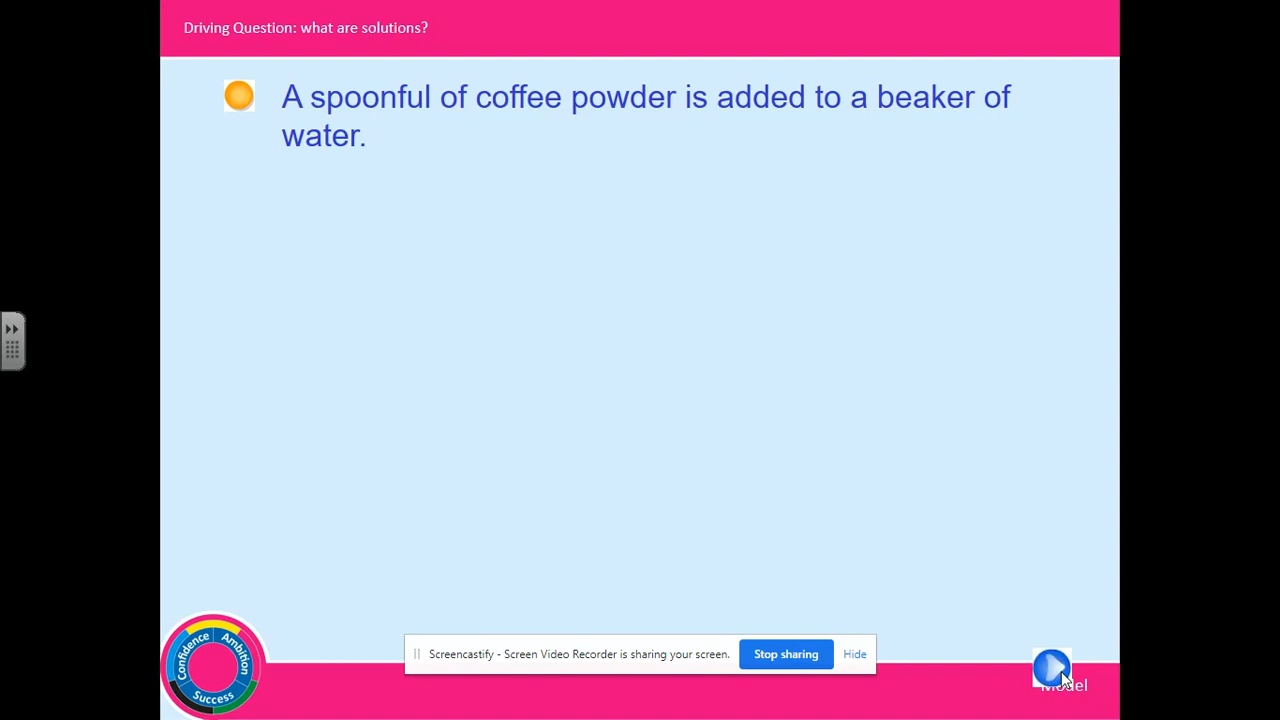 Driving Question: what are solutions?
A spoonful of coffee powder is added to a beaker of
water.
Confidence
Ambition
Success
Screencastify - Screen Video Recorder is sharing your screen.
Stop sharing
Hide
Model